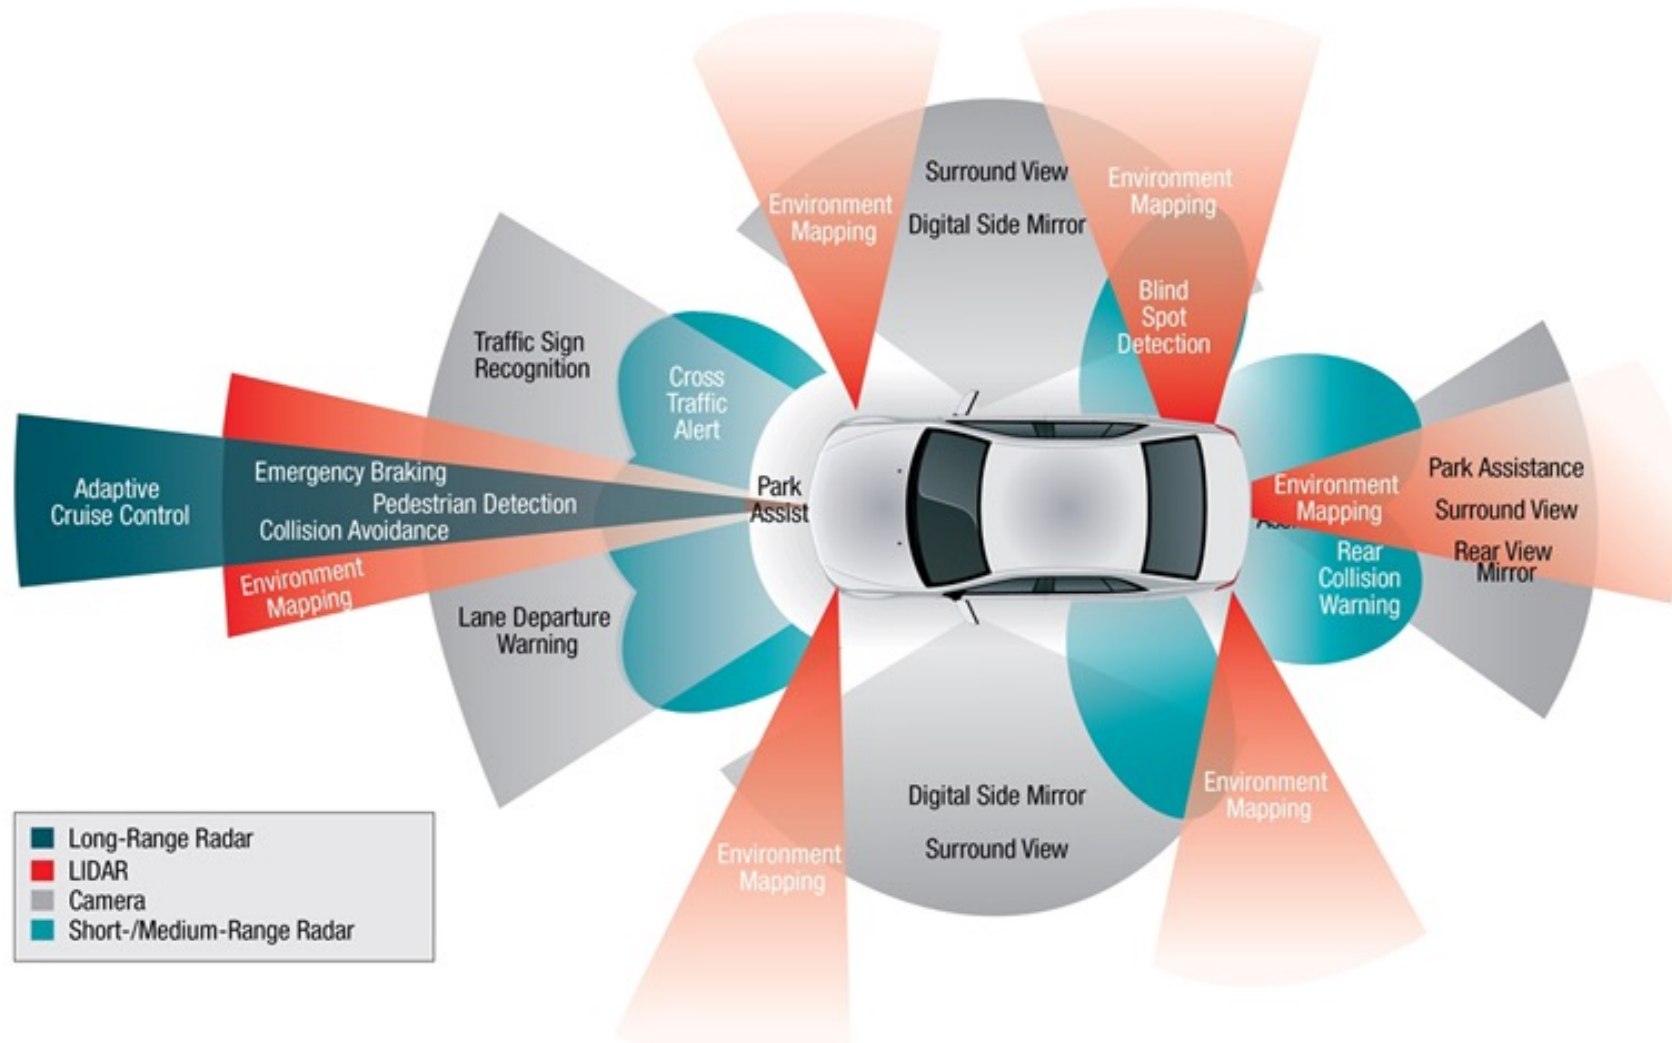 Surround View
Digital Side Mirror
Environment
Mapping
Environment
Mapping
Blind
Spot
Detection
Traffic Sign
Recognition
Cross
Traffic
Alert
Adaptive
Cruise Control
Emergency Braking
Pedestrian Detection
Collision Avoidance
Environment
Mapping
Park
Assist
Lane Departure
Warning
Environment
Mapping
Park Assistance
Surround View
Rear View
Mirror
Rear
Collision
Warning
Digital Side Mirror
Surround View
Environment
Mapping
Environment
Mapping
Long-Range Radar
LIDAR
Camera
Short-/Medium-Range Radar